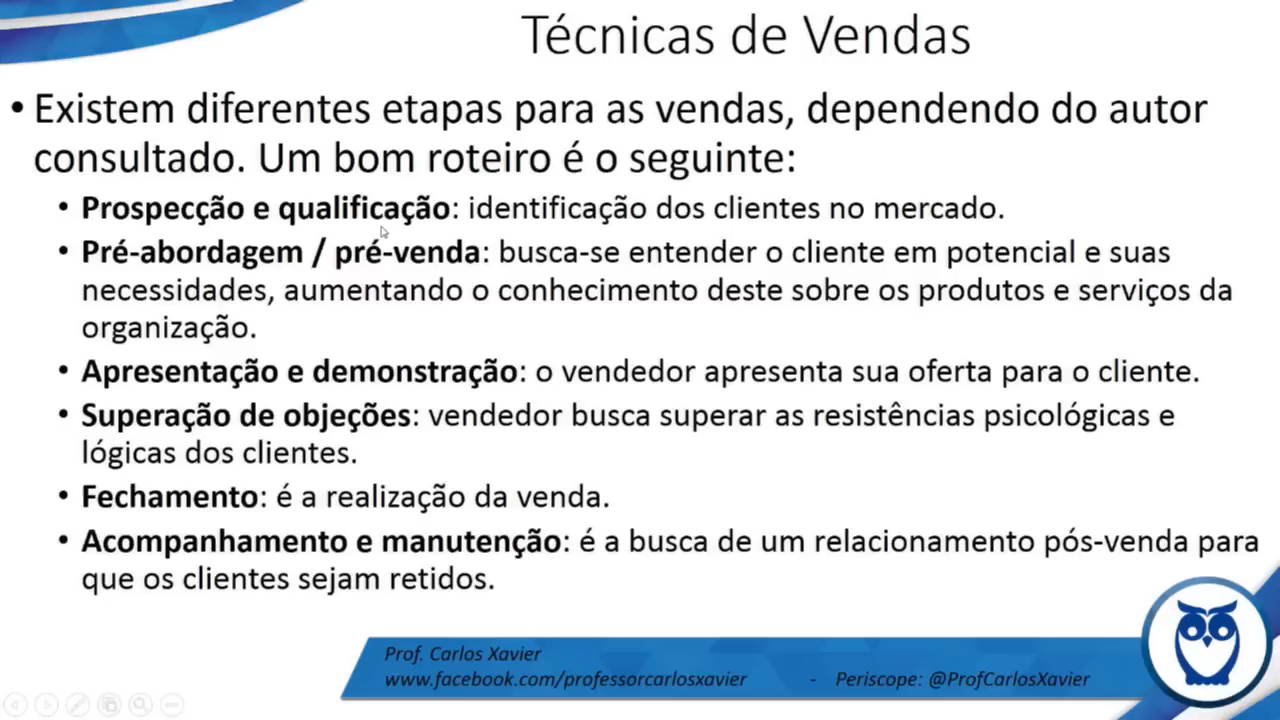 Técnicas de Vendas
• Existem diferentes etapas para as vendas, dependendo do autor
consultado. Um bom roteiro é o seguinte:
• Prospecção e qualificação: identificação dos clientes no mercado.
• Pré-abordagem / pré-venda: busca-se entender o cliente em potencial e suas
necessidades, aumentando o conhecimento deste sobre os produtos e serviços da
organização.
• Apresentação e demonstração: o vendedor apresenta sua oferta para o cliente.
• Superação de objeções: vendedor busca superar as resistências psicológicas e
lógicas dos clientes.
• Fechamento: é a realização da venda.
• Acompanhamento e manutenção: é a busca de um relacionamento pós-venda para
que os clientes sejam retidos.
Prof. Carlos Xavier
www.facebook.com/professorcarlosxavier - Periscope: @ProfCarlosXavier